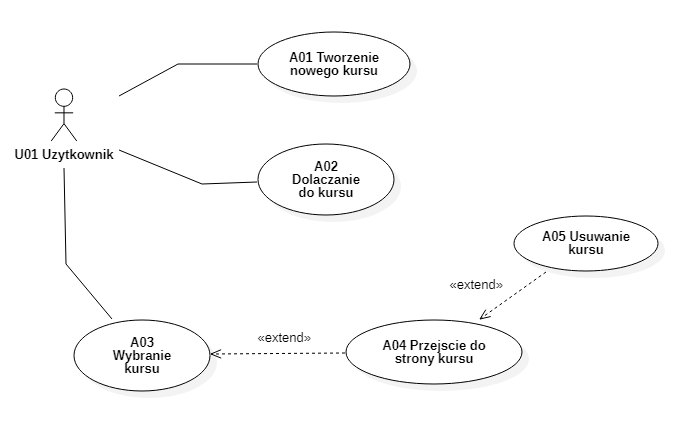 A01 Tworzenie
nowego kursu
U01 Uzytkownik
A02
Dolaczanie
do kursu
A05 Usuwanie
kursu
«extend»
«extend»
A03
Wybranie
kursu
A04 Przejscie do
strony kursu